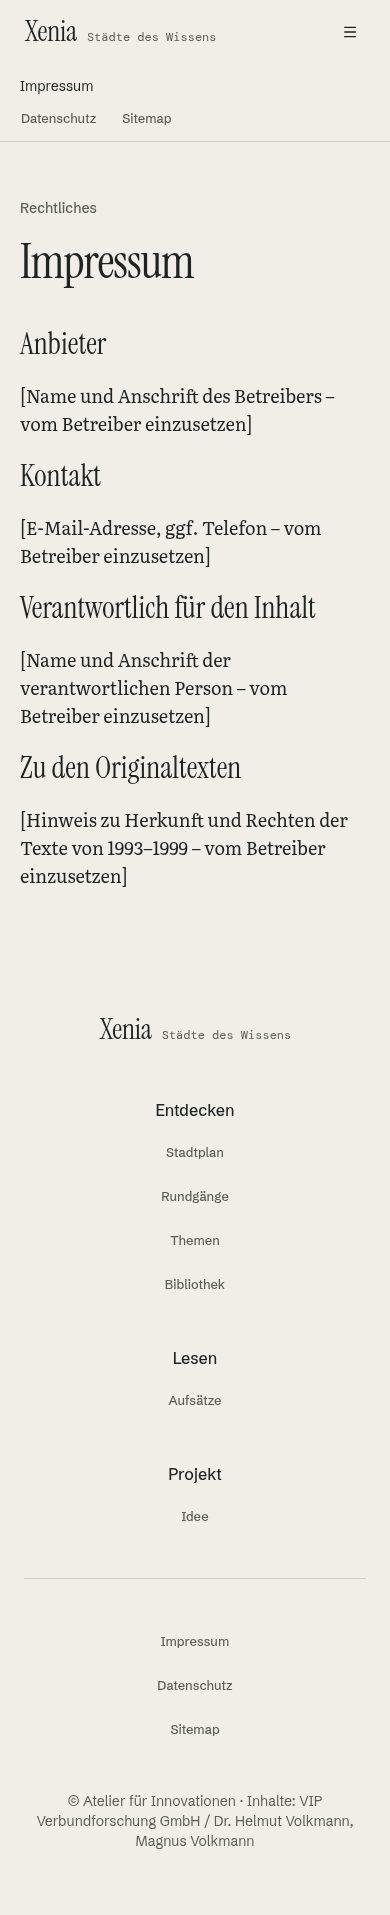 Xenia Städte des Wissens
Impressum
Datenschutz Sitemap
Rechtliches
Impressum
Anbieter
[Name und Anschrift des Betreibers –
vom Betreiber einzusetzen]
Kontakt
[E-Mail-Adresse, ggf. Telefon – vom
Betreiber einzusetzen]
Verantwortlich für den Inhalt
[Name und Anschrift der
verantwortlichen Person – vom
Betreiber einzusetzen]
Zu den Originaltexten
[Hinweis zu Herkunft und Rechten der
Texte von 1993–1999 – vom Betreiber
einzusetzen]
Xenia Städte des Wissens
Entdecken
Stadtplan
Rundgänge
Themen
Bibliothek
Lesen
Aufsätze
Projekt
Idee
Impressum
Datenschutz
Sitemap
© Atelier für Innovationen · Inhalte: VIP
Verbundforschung GmbH / Dr. Helmut Volkmann,
Magnus Volkmann